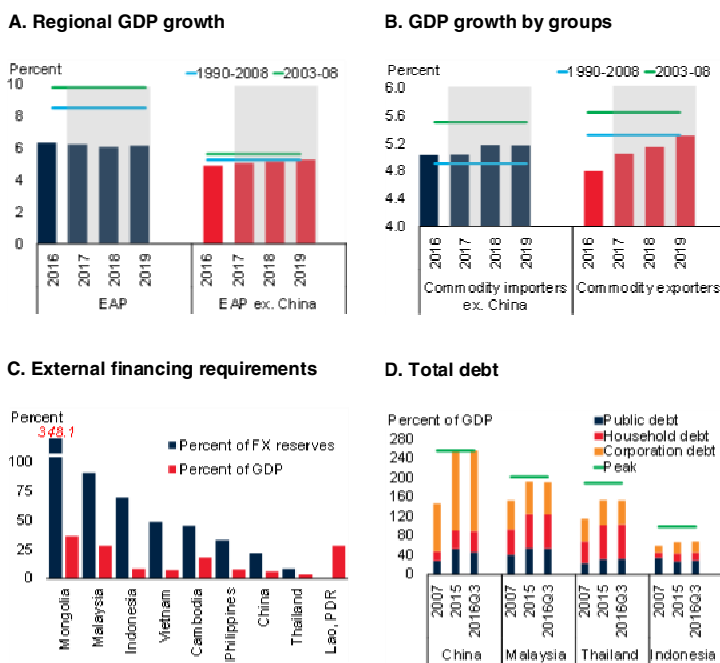 A. Regional GDP growth
Percent
1990-2008 2003-08
10
8
6
4
2
0
2016 2017 2018 2019 2016 2017 2018 2019
EAP EAP ex. China
B. GDP growth by groups
Percent
1990-2008 2003-08
6.0
5.6
5.2
4.8
4.4
4.0
2016 2017 2018 2019 2016 2017 2018 2019
Commodity importers Commodity exporters
ex. China
C. External financing requirements
Percent
348.1
Percent of FX reserves
Percent of GDP
100
75
50
25
0
Mongolia Malaysia Indonesia Vietnam Cambodia Philippines China Thailand Lao, PDR
D. Total debt
Percent of GDP
Public debt
Household debt
Corporation debt
Peak
280
240
200
160
120
80
40
0
2007 2015 2016Q3 2007 2015 2016Q3 2007 2015 2016Q3 2007 2015 2016Q3
China Malaysia Thailand Indonesia